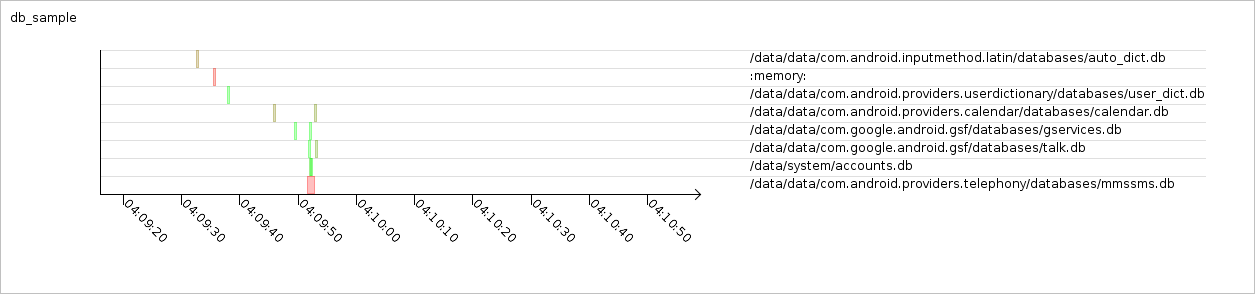 db_sample
/data/data/com.android.inputmethod.latin/databases/auto_dict.db
:memory:
/data/data/com.android.providers.userdictionary/databases/user_dict.db
/data/data/com.android.providers.calendar/databases/calendar.db
/data/data/com.google.android.gsf/databases/gservices.db
/data/data/com.google.android.gsf/databases/talk.db
/data/system/accounts.db
/data/data/com.android.providers.telephony/databases/mmssms.db
04:09:20
04:09:30
04:09:40
04:09:50
04:10:00
04:10:10
04:10:20
04:10:30
04:10:40
04:10:50